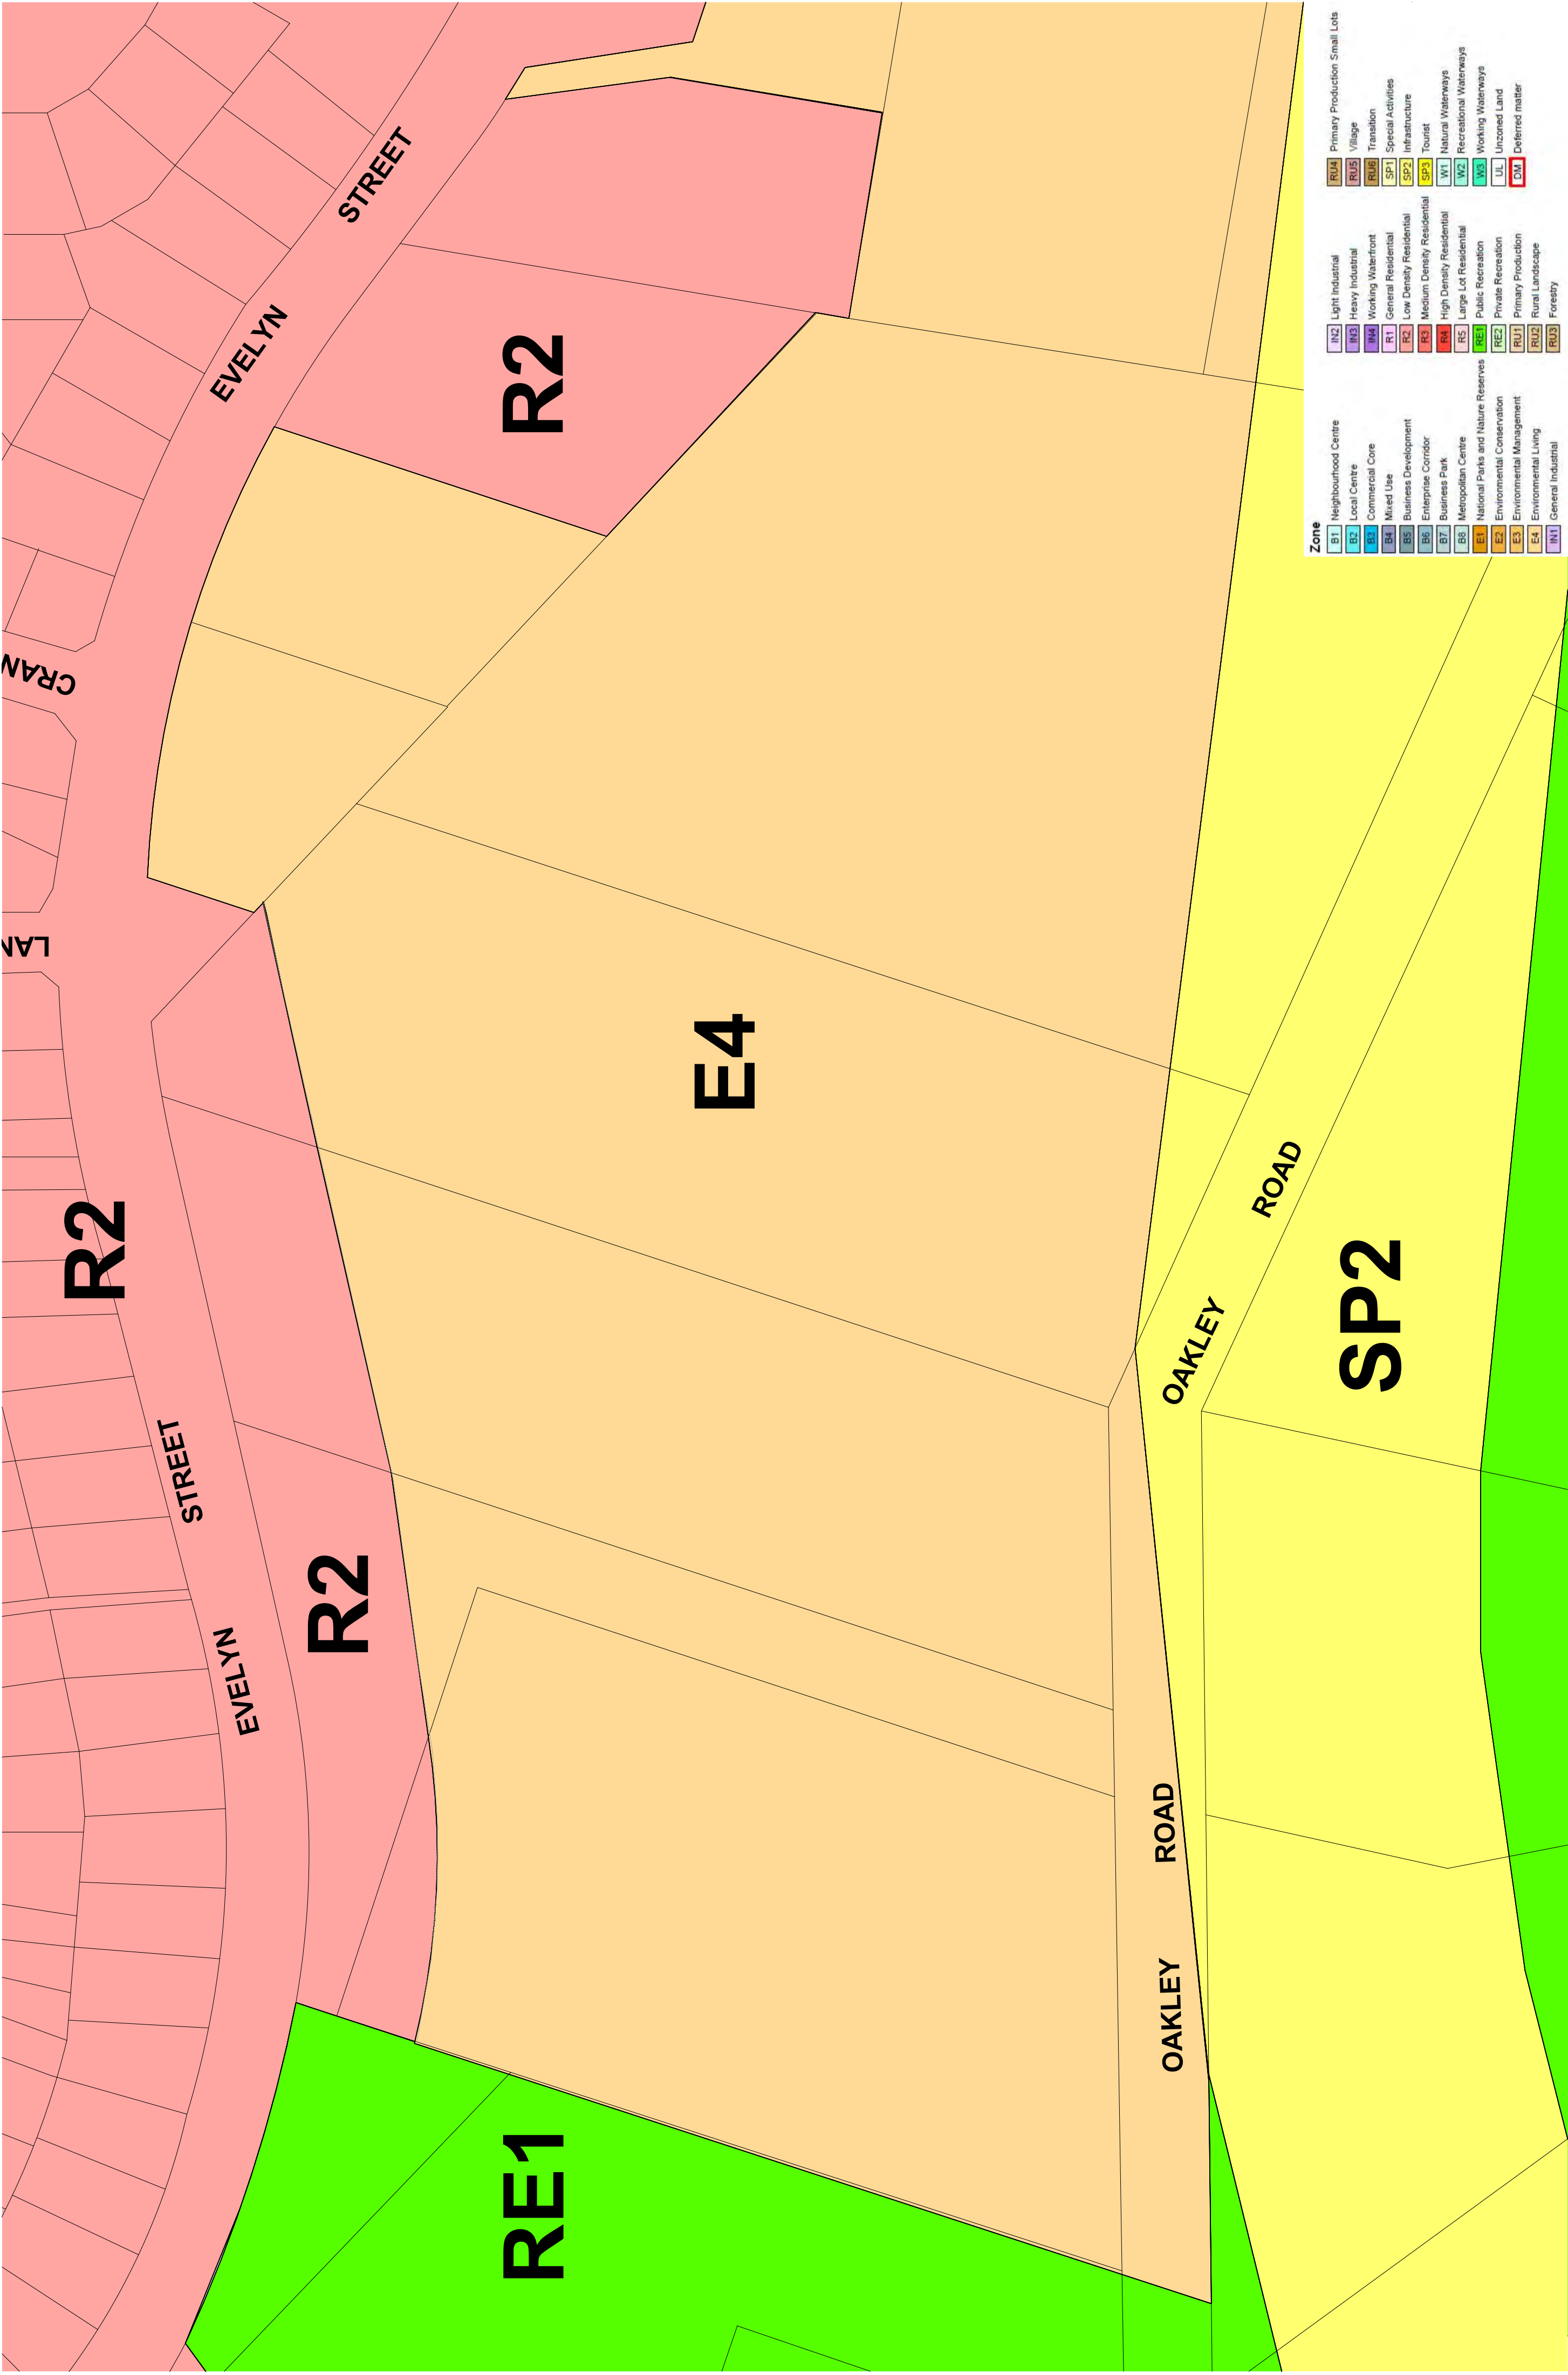 EVELYN STREET
CRAN
LAN
R2
R2
EVELYN STREET
R2
E4
RE1
OAKLEY ROAD
OAKLEY ROAD
SP2
Zone
B1 Neighbourhood Centre
B2 Local Centre
B3 Commercial Core
B4 Mixed Use
B5 Business Development
B6 Enterprise Corridor
B7 Business Park
B8 Metropolitan Centre
E1 National Parks and Nature Reserves
E2 Environmental Conservation
E3 Environmental Management
E4 Environmental Living
IN1 General Industrial
IN2 Light Industrial
IN3 Heavy Industrial
IN4 Working Waterfront
R1 General Residential
R2 Low Density Residential
R3 Medium Density Residential
R4 High Density Residential
R5 Large Lot Residential
RE1 Public Recreation
RE2 Private Recreation
RU1 Primary Production
RU2 Rural Landscape
RU3 Forestry
RU4 Primary Production Small Lots
RU5 Village
RU6 Transition
SP1 Special Activities
SP2 Infrastructure
SP3 Tourist
W1 Natural Waterways
W2 Recreational Waterways
W3 Working Waterways
UL Unzoned Land
DM Deferred matter